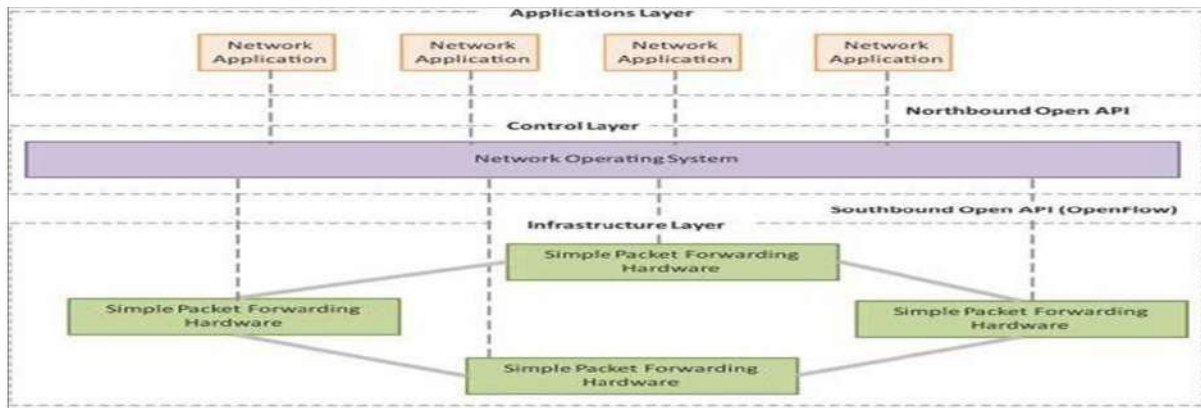 Applications Layer
Network
Application
Network
Application
Network
Application
Network
Application
Northbound Open API
Control Layer
Network Operating System
Southbound Open API (OpenFlow)
Infrastructure Layer
Simple Packet Forwarding
Hardware
Simple Packet Forwarding
Hardware
Simple Packet Forwarding
Hardware
Simple Packet Forwarding
Hardware